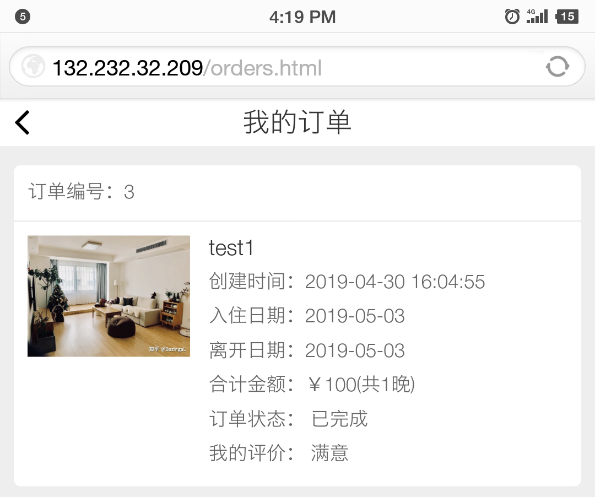 5 4:19 PM 4G 15
132.232.32.209/orders.html
我的订单
订单编号：3
test1
创建时间：2019-04-30 16:04:55
入住日期：2019-05-03
离开日期：2019-05-03
合计金额：￥100(共1晚)
订单状态： 已完成
我的评价： 满意